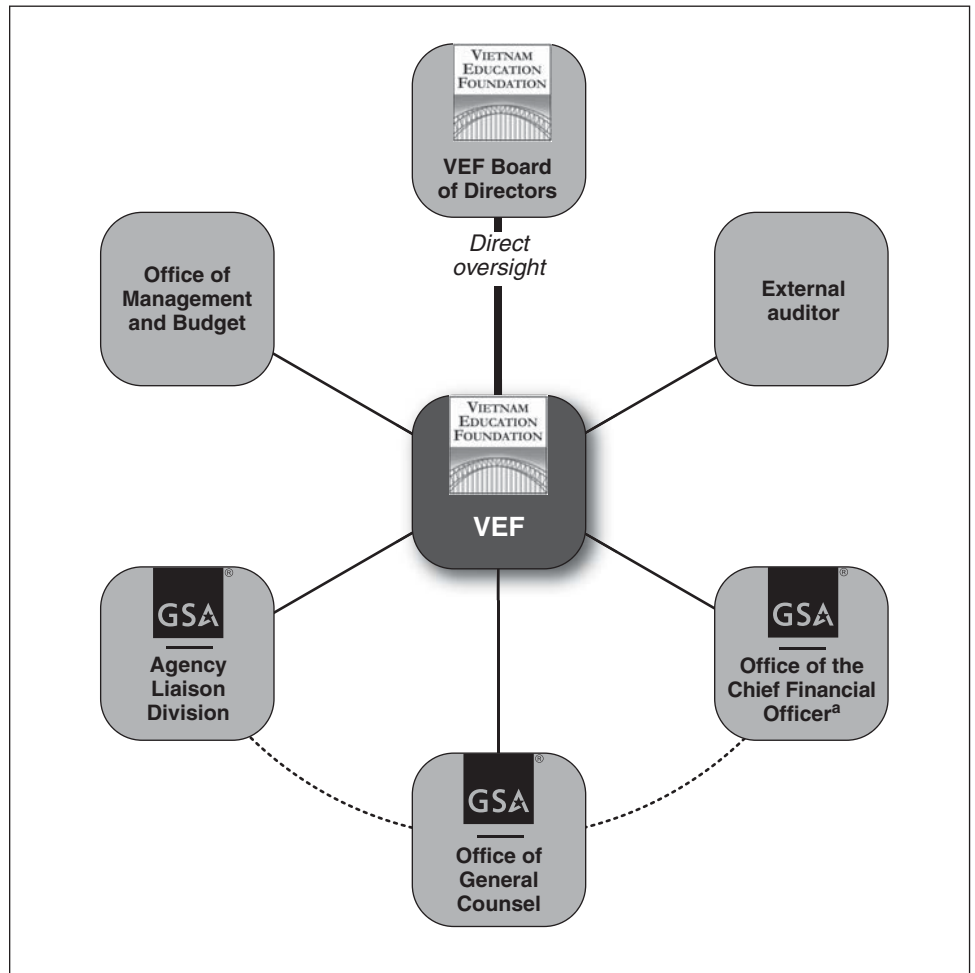 VIETNAM
EDUCATION
FOUNDATION
VEF Board
of Directors
Direct
oversight
Office of
Management
and Budget
External
auditor
VIETNAM
EDUCATION
FOUNDATION
VEF
GSA®
Agency
Liaison
Division
GSA®
Office of the
Chief Financial
Officerª
GSA®
Office of
General
Counsel